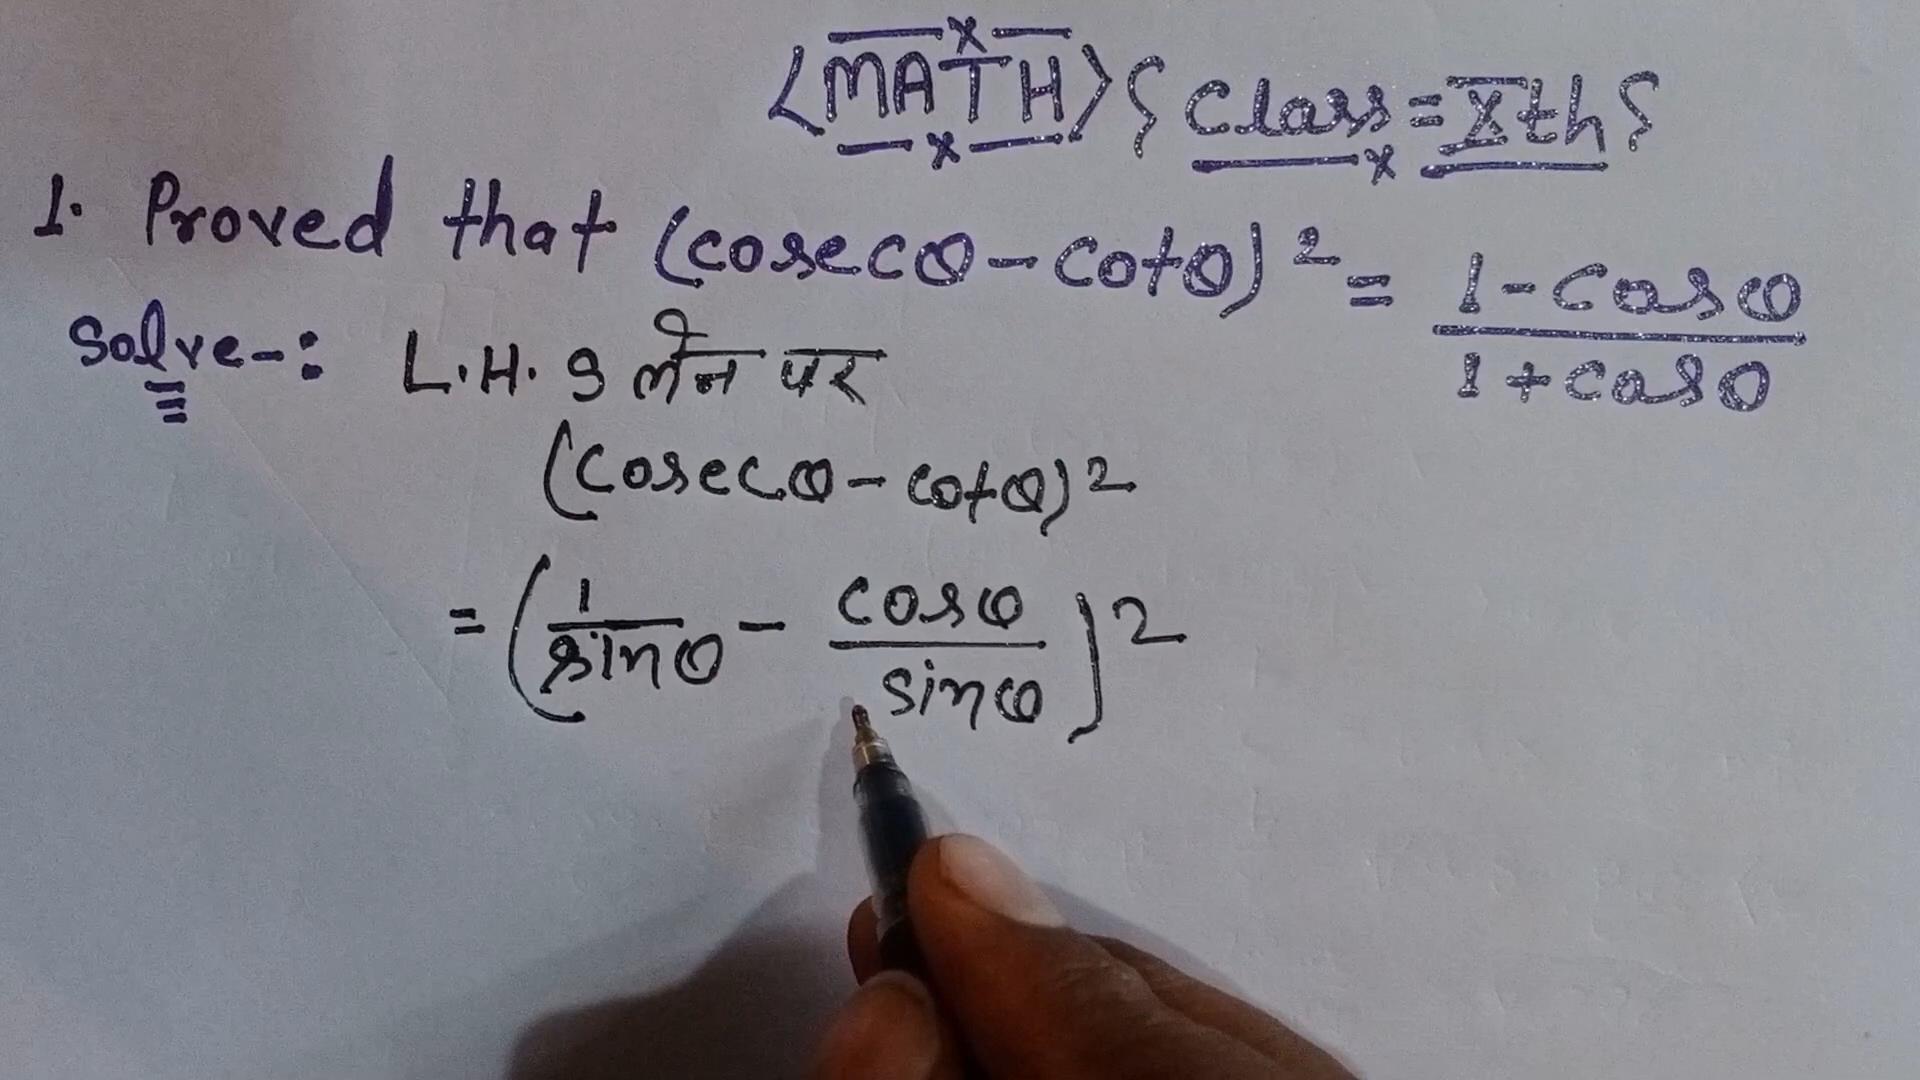 <MATH> { Class = Xth }
1. Proved that (cosecθ - cotθ)² = 1 - cosθ / 1 + cosθ
Solve-: L.H.S लेने पर
(cosecθ - cotθ)²
= (1/sinθ - cosθ/sinθ)²